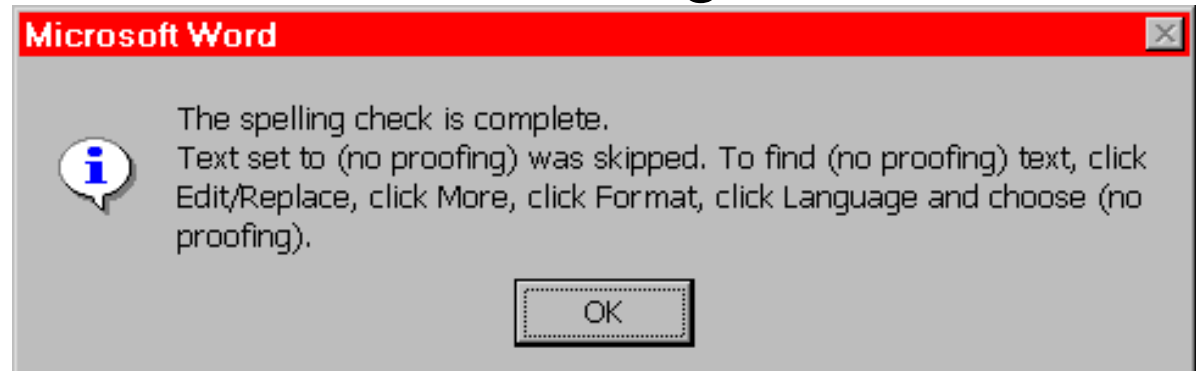 Microsoft Word
The spelling check is complete.
Text set to (no proofing) was skipped. To find (no proofing) text, click
Edit/Replace, click More, click Format, click Language and choose (no
proofing).
OK